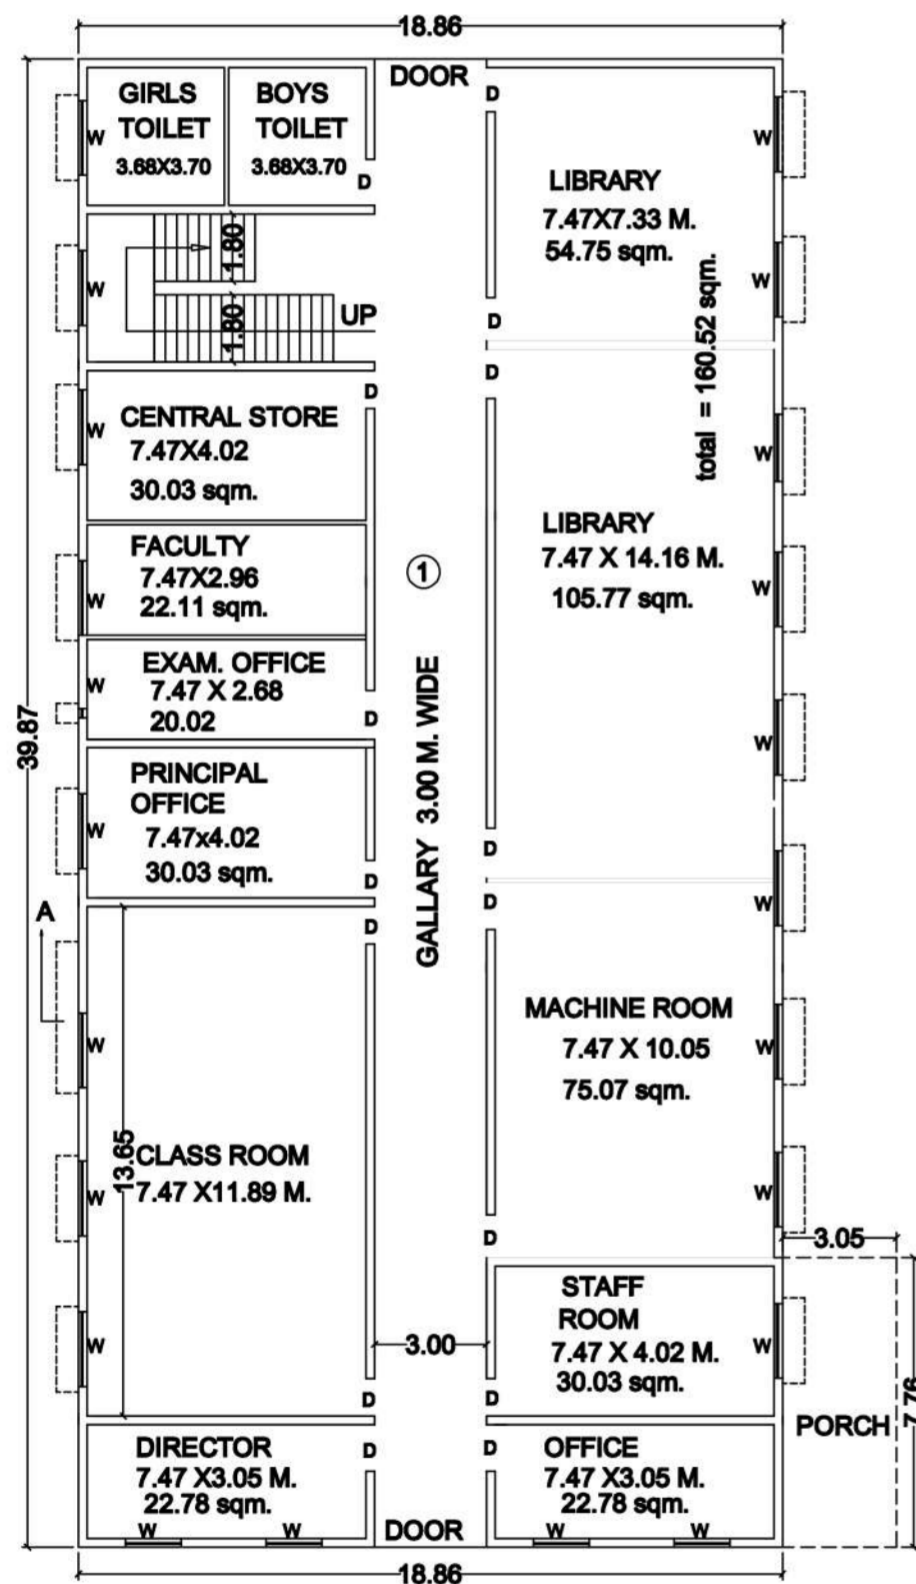 18.86
DOOR
GIRLS
TOILET
3.68X3.70
BOYS
TOILET
3.68X3.70
D
D
W
W
LIBRARY
7.47X7.33 M.
54.75 sqm.
total = 160.52 sqm.
W
W
1.80
1.80
UP
D
D
D
CENTRAL STORE
7.47X4.02
30.03 sqm.
W
W
LIBRARY
7.47 X 14.16 M.
105.77 sqm.
FACULTY
7.47X2.96
22.11 sqm.
W
W
1
GALLARY 3.00 M. WIDE
EXAM. OFFICE
7.47 X 2.68
20.02
W
D
W
39.87
PRINCIPAL
OFFICE
7.47x4.02
30.03 sqm.
W
D
D
D
D
W
A
MACHINE ROOM
7.47 X 10.05
75.07 sqm.
W
W
13.65
CLASS ROOM
7.47 X11.89 M.
W
W
D
3.05
STAFF
ROOM
7.47 X 4.02 M.
30.03 sqm.
W
W
3.00
D
D
7.76
PORCH
DIRECTOR
7.47 X3.05 M.
22.78 sqm.
D
D
OFFICE
7.47 X3.05 M.
22.78 sqm.
W
W
DOOR
W
W
18.86